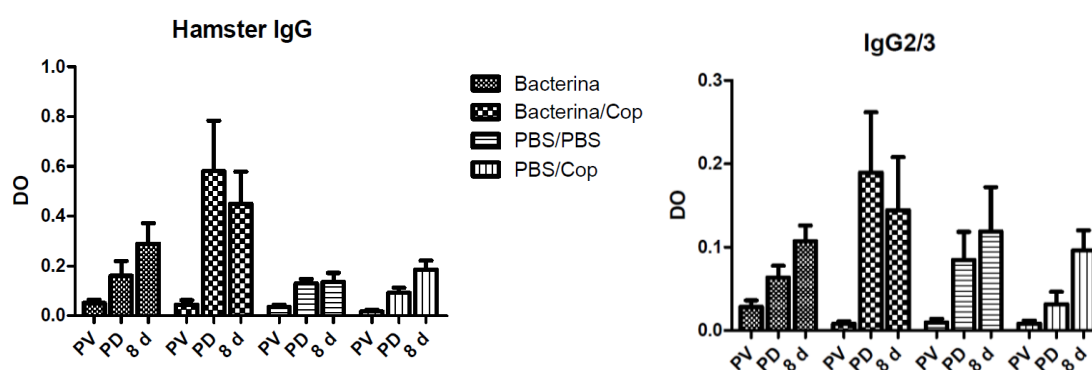 Hamster IgG
DO
1.0
0.8
0.6
0.4
0.2
0.0
PV PD 8 d PV PD 8 d PV PD 8 d PV PD 8 d
Bacterina
Bacterina/Cop
PBS/PBS
PBS/Cop
IgG2/3
DO
0.3
0.2
0.1
0.0
PV PD 8 d PV PD 8 d PV PD 8 d PV PD 8 d